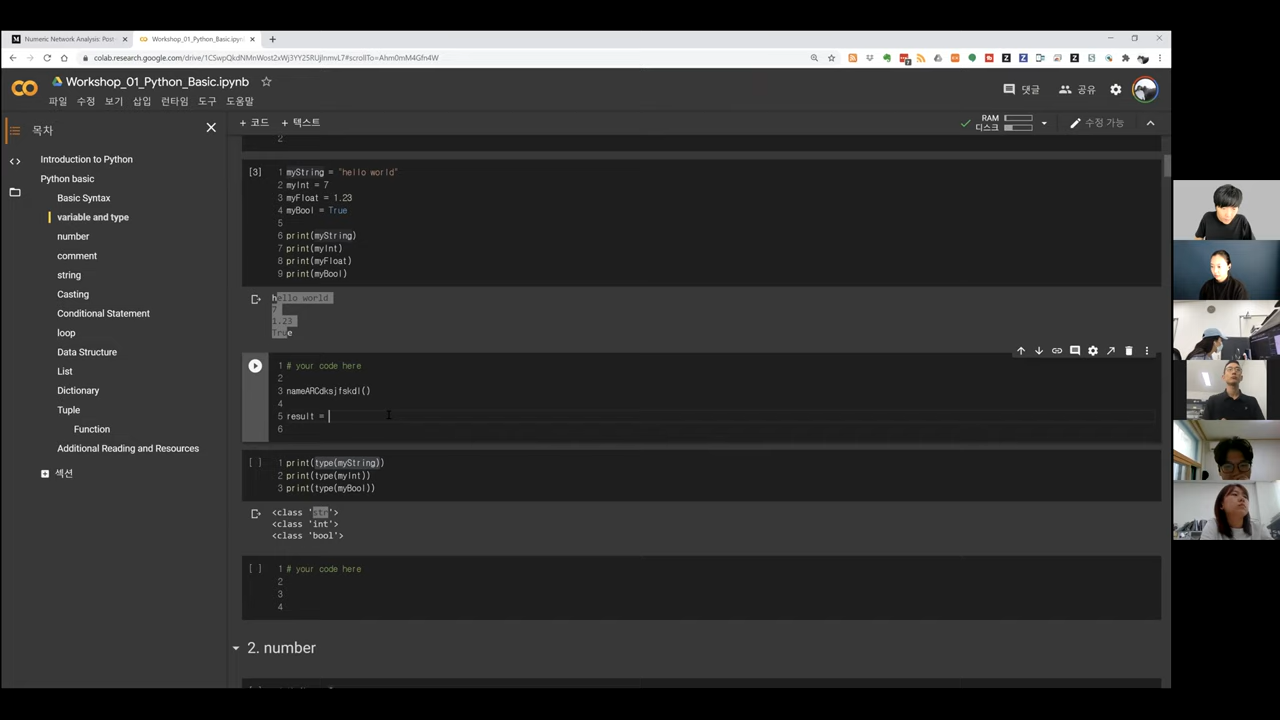 Numeric Network Analysis: Post
Workshop_01_Python_Basic.ipynb
colab.research.google.com/drive/1CSwpQkdNMnWost2xWj3YY25RUjlnmvL7#scrollTo=Ahm0mM4Gfn4W
Workshop_01_Python_Basic.ipynb
댓글
공유
파일 수정 보기 삽입 런타임 도구 도움말
목차
+ 코드 + 텍스트
RAM
디스크
수정 가능
Introduction to Python
Python basic
Basic Syntax
variable and type
number
comment
string
Casting
Conditional Statement
loop
Data Structure
List
Dictionary
Tuple
Function
Additional Reading and Resources
섹션
2
[3]
1 myString = "hello world"
2 myInt = 7
3 myFloat = 1.23
4 myBool = True
5
6 print(myString)
7 print(myInt)
8 print(myFloat)
9 print(myBool)
hello world
7
1.23
True
1 # your code here
2
3 nameARCdksjfskdl()
4
5 result =
6
[ ]
1 print(type(myString))
2 print(type(myInt))
3 print(type(myBool))
<class 'str'>
<class 'int'>
<class 'bool'>
[ ]
1 # your code here
2
3
4
2. number